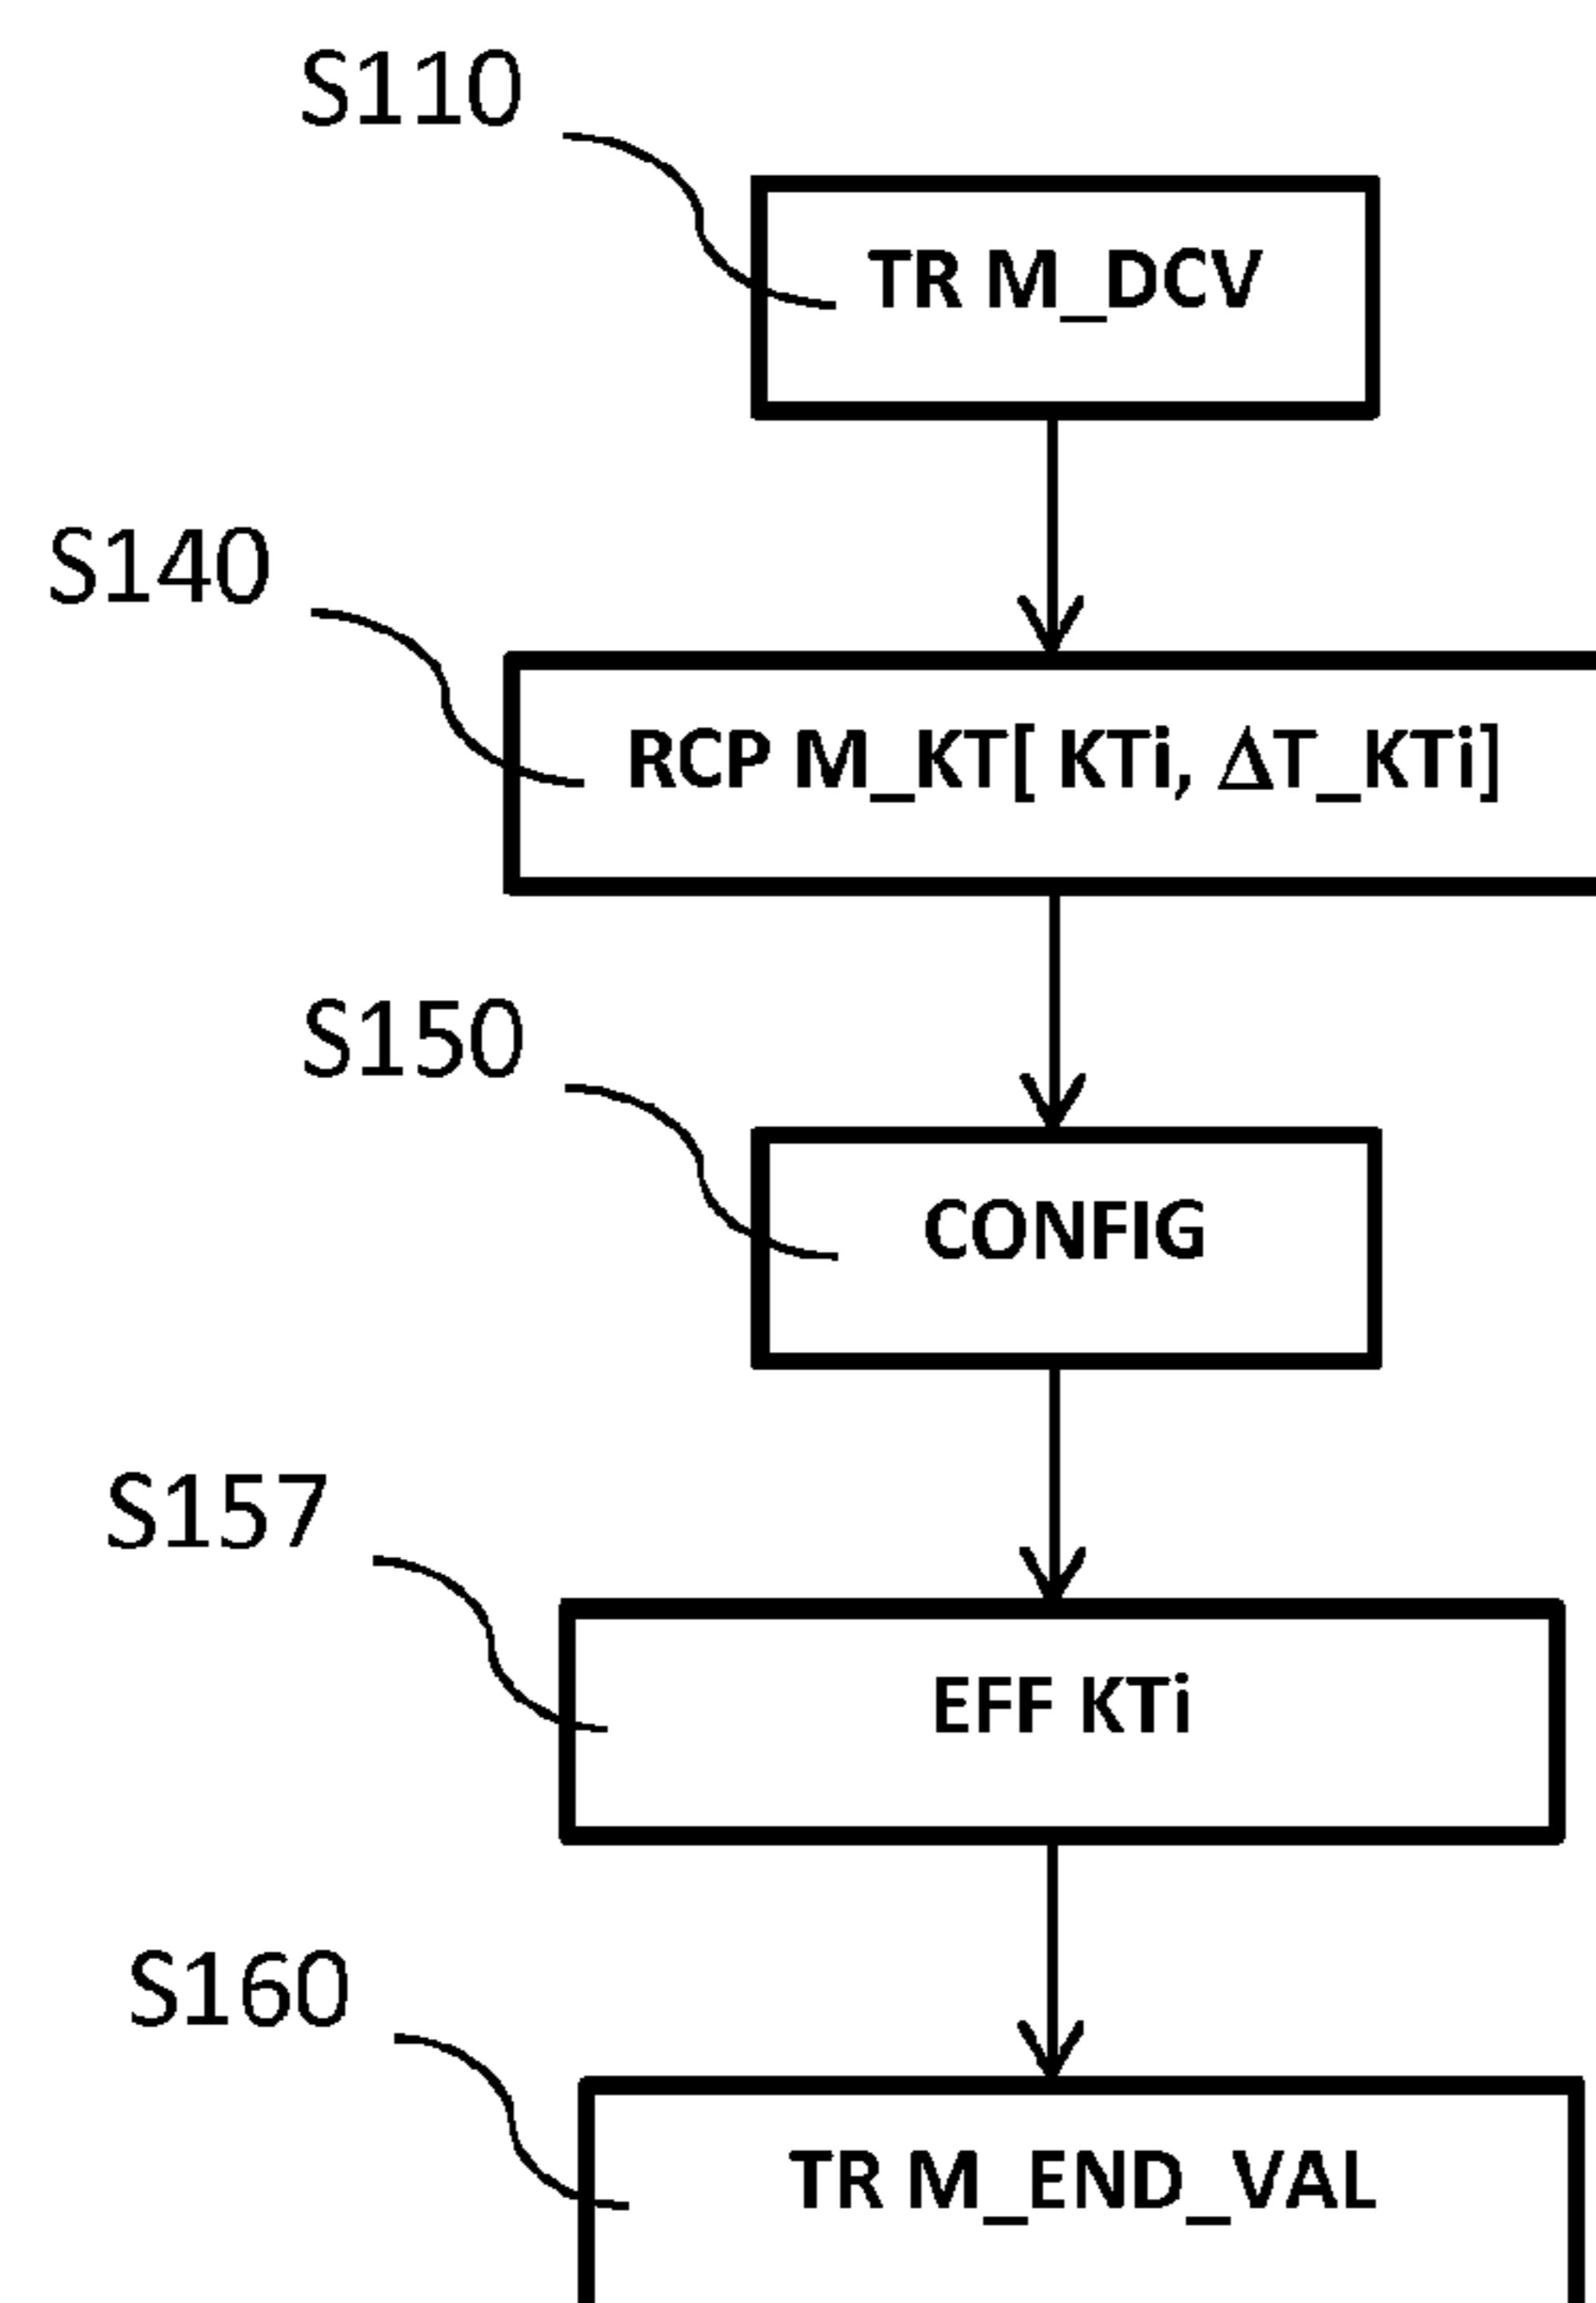 S110
TR M_DCV
S140
RCP M_KT[ KTi, ΔT_KTi]
S150
CONFIG
S157
EFF KTi
S160
TR M_END_VAL